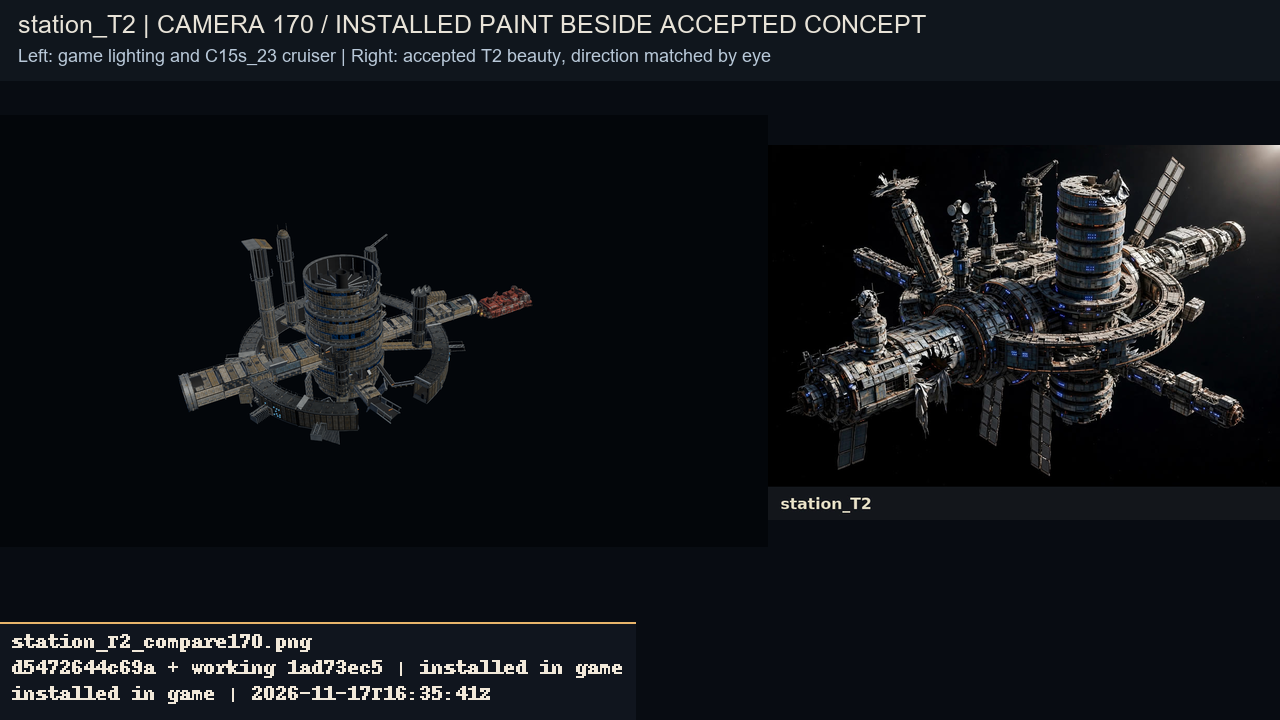 station_T2 | CAMERA 170 / INSTALLED PAINT BESIDE ACCEPTED CONCEPT
Left: game lighting and C15s_23 cruiser | Right: accepted T2 beauty, direction matched by eye
station_T2
station_T2_compare170.png
d5472644c69a + working 1ad73ec5 | installed in game
installed in game | 2026-11-17T16:35:41Z